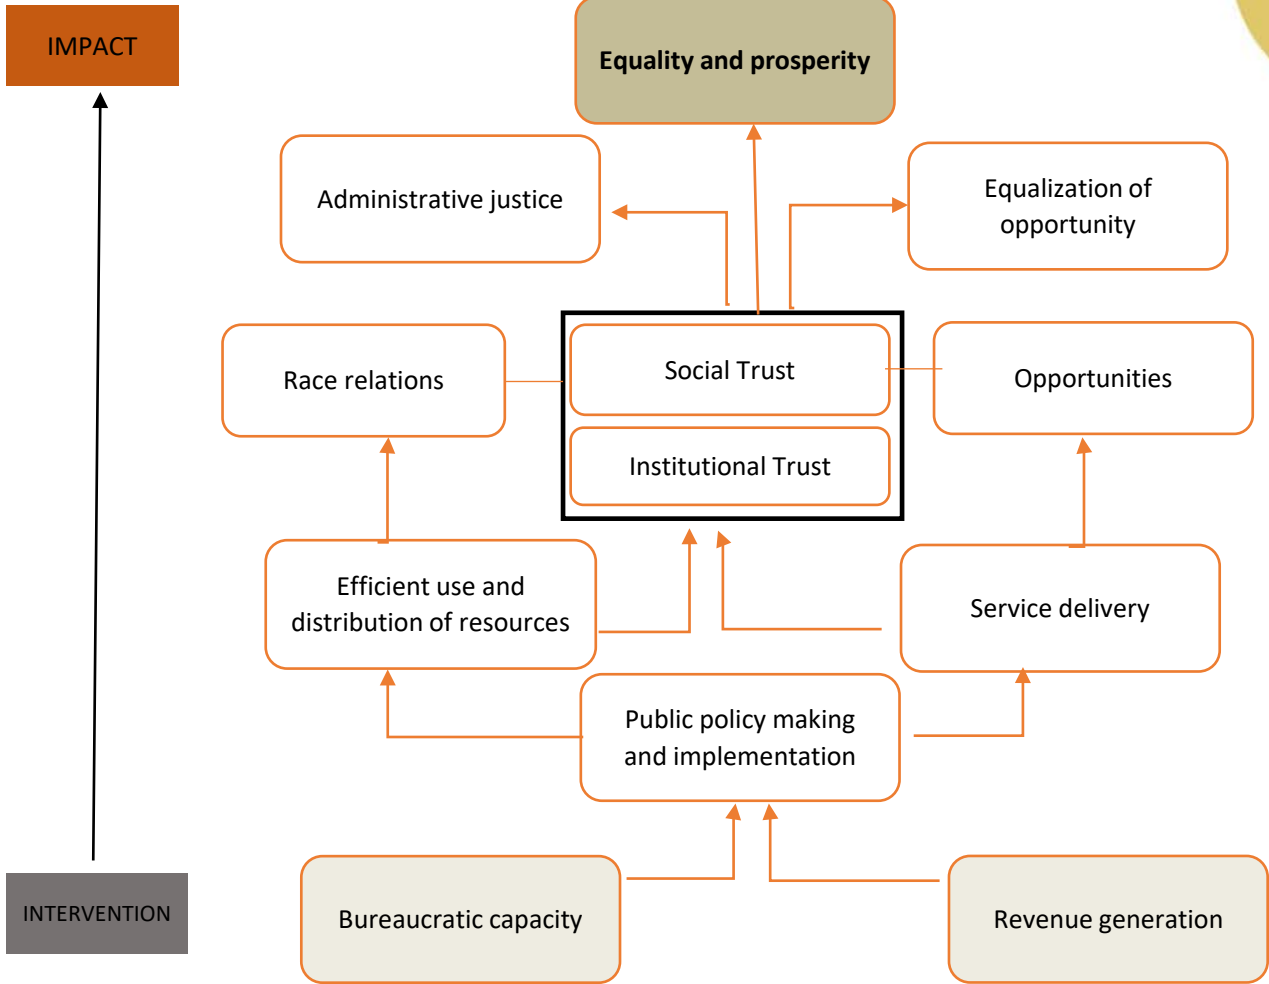 IMPACT
Equality and prosperity
Administrative justice
Equalization of
opportunity
Race relations
Social Trust
Opportunities
Institutional Trust
Efficient use and
distribution of resources
Service delivery
Public policy making
and implementation
INTERVENTION
Bureaucratic capacity
Revenue generation